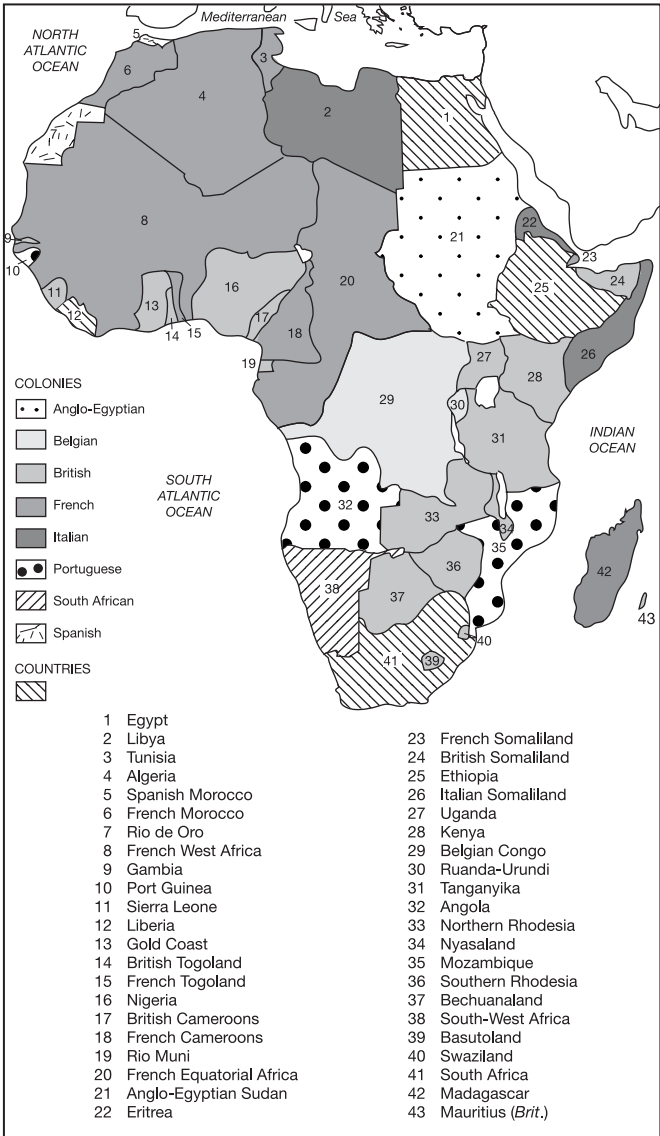 Mediterranean Sea
NORTH
ATLANTIC
OCEAN
5
6
3
4
2
1
7
8
9
10
11
12
13
14
15
16
17
18
19
20
21
22
23
24
25
26
27
28
29
30
31
32
33
34
35
36
37
38
39
40
41
42
43
INDIAN
OCEAN
SOUTH
ATLANTIC
OCEAN
COLONIES
Anglo-Egyptian
Belgian
British
French
Italian
Portuguese
South African
Spanish
COUNTRIES
1 Egypt
2 Libya
3 Tunisia
4 Algeria
5 Spanish Morocco
6 French Morocco
7 Rio de Oro
8 French West Africa
9 Gambia
10 Port Guinea
11 Sierra Leone
12 Liberia
13 Gold Coast
14 British Togoland
15 French Togoland
16 Nigeria
17 British Cameroons
18 French Cameroons
19 Rio Muni
20 French Equatorial Africa
21 Anglo-Egyptian Sudan
22 Eritrea
23 French Somaliland
24 British Somaliland
25 Ethiopia
26 Italian Somaliland
27 Uganda
28 Kenya
29 Belgian Congo
30 Ruanda-Urundi
31 Tanganyika
32 Angola
33 Northern Rhodesia
34 Nyasaland
35 Mozambique
36 Southern Rhodesia
37 Bechuanaland
38 South-West Africa
39 Basutoland
40 Swaziland
41 South Africa
42 Madagascar
43 Mauritius (Brit.)